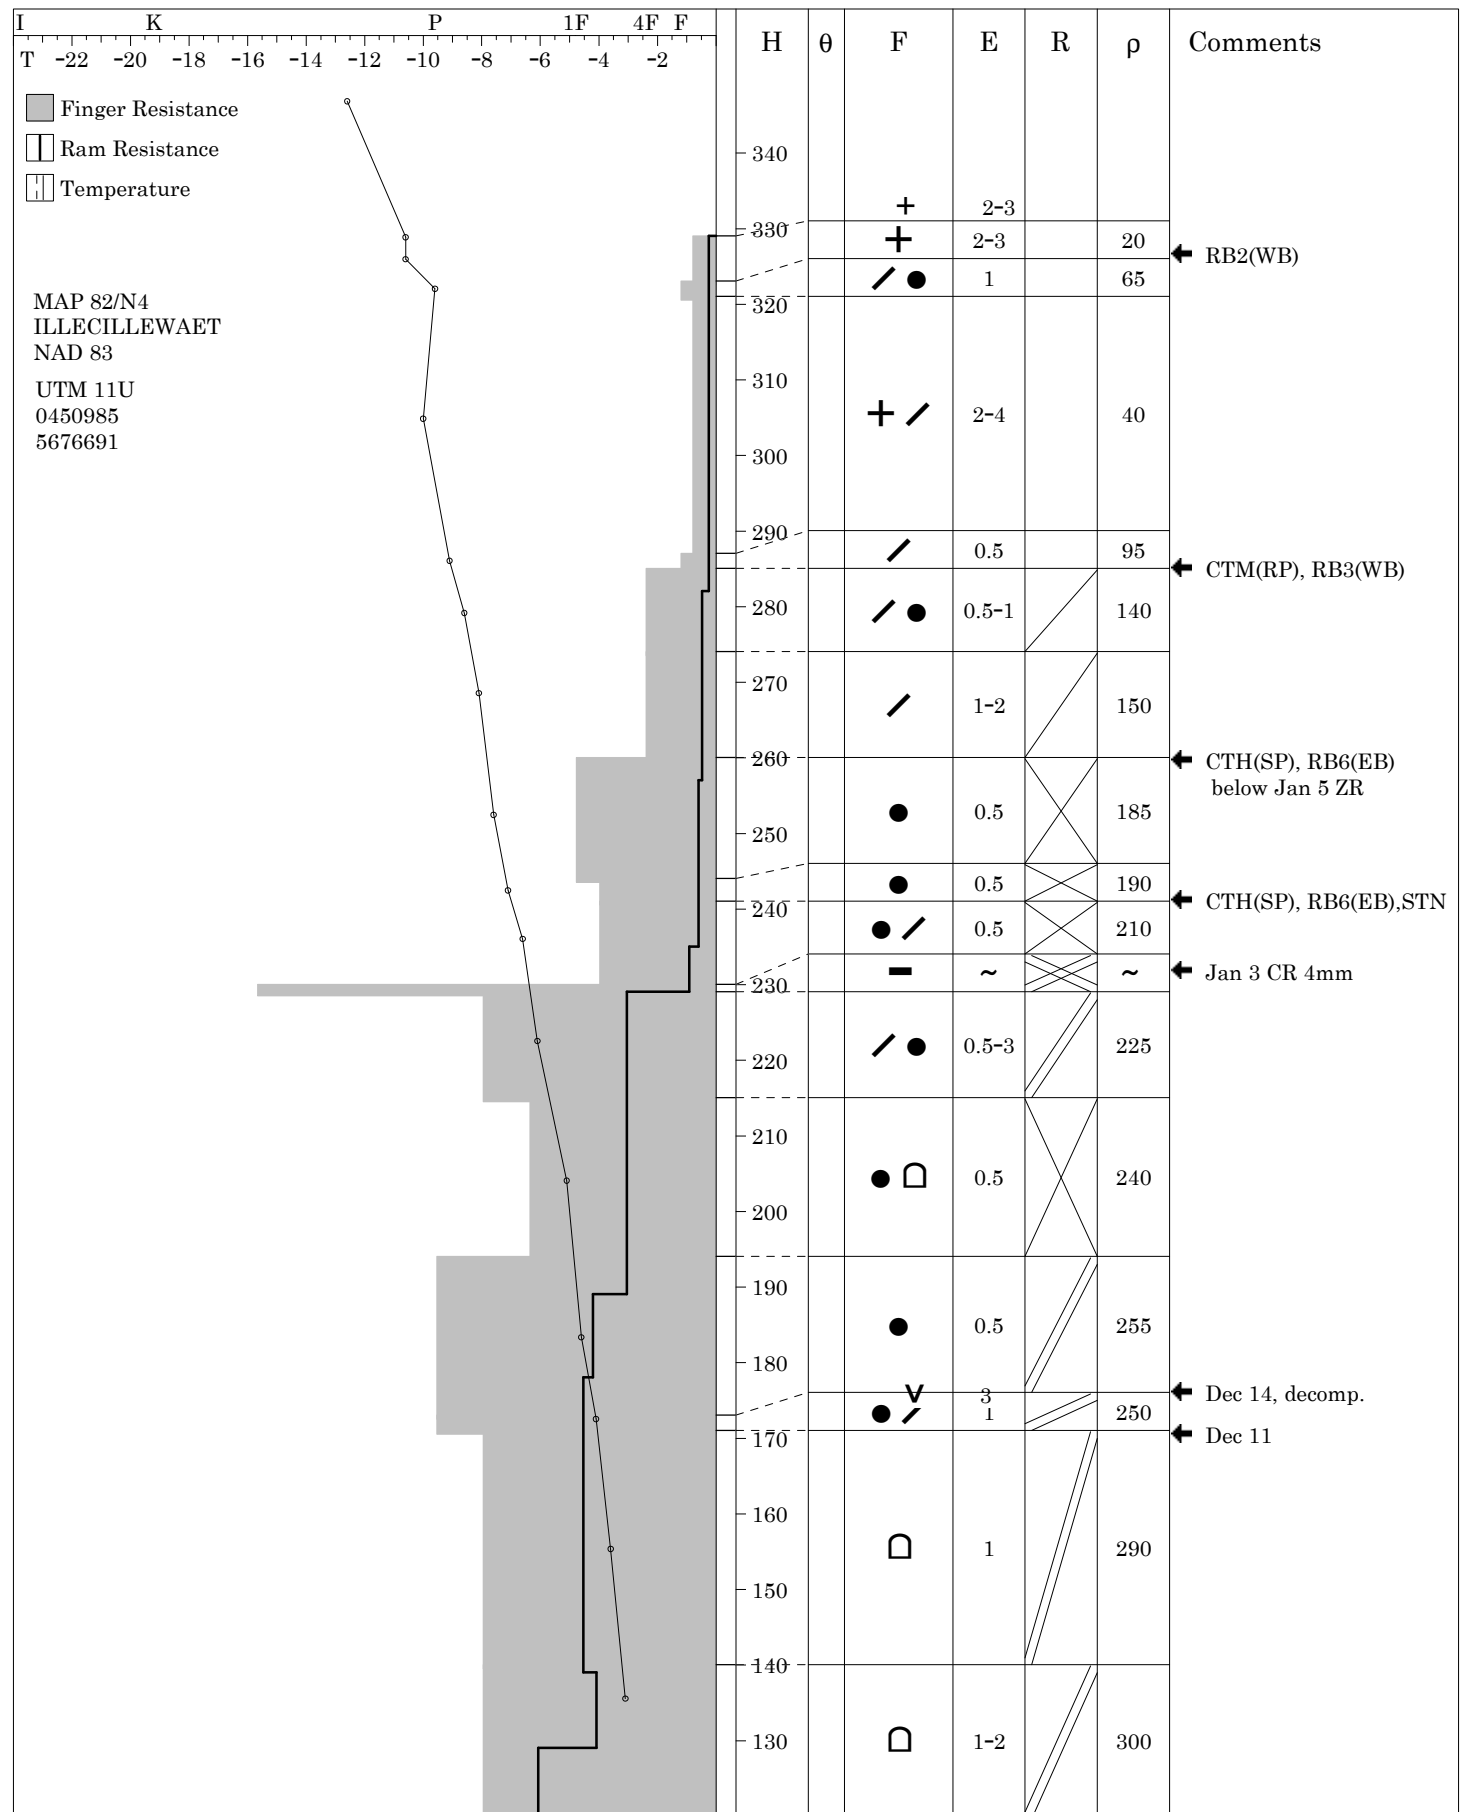 I K P 1F 4F F
T -22 -20 -18 -16 -14 -12 -10 -8 -6 -4 -2
H θ F E R ρ Comments
Finger Resistance
Ram Resistance
Temperature
MAP 82/N4
ILLECILLEWAET
NAD 83
UTM 11U
0450985
5676691
340
+ 2-3
330
+ 2-3 20
RB2(WB)
1 65
320
310
+ 2-4 40
300
290
0.5 95
CTM(RP), RB3(WB)
280
0.5-1 140
270
1-2 150
260
CTH(SP), RB6(EB)
below Jan 5 ZR
0.5 185
250
0.5 190
240
CTH(SP), RB6(EB),STN
0.5 210
~ ~
Jan 3 CR 4mm
230
0.5-3 225
220
210
0.5 240
200
190
0.5 255
180
V 3
Dec 14, decomp.
1 250
170
Dec 11
160
1 290
150
140
130
1-2 300